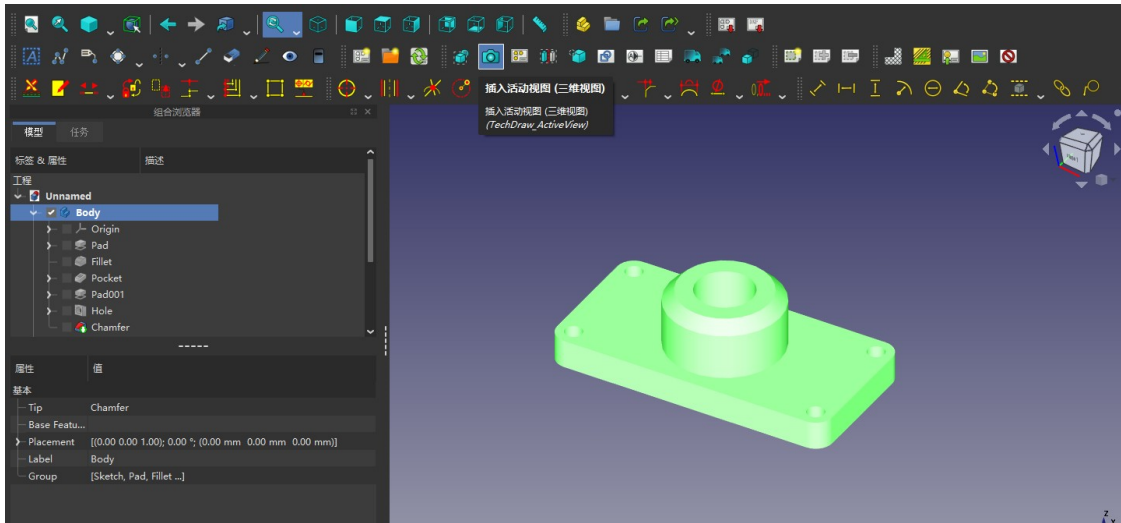 插入活动视图 (三维视图)
插入活动视图 (三维视图)
(TechDraw_ActiveView)
组合浏览器
模型 任务
标签 & 属性 描述
工程
Unnamed
Body
Origin
Pad
Fillet
Pocket
Pad001
Hole
Chamfer
属性 值
基本
Tip Chamfer
Base Featu...
Placement [(0.00 0.00 1.00); 0.00 °; (0.00 mm 0.00 mm 0.00 mm)]
Label Body
Group [Sketch, Pad, Fillet ...]
Z
X